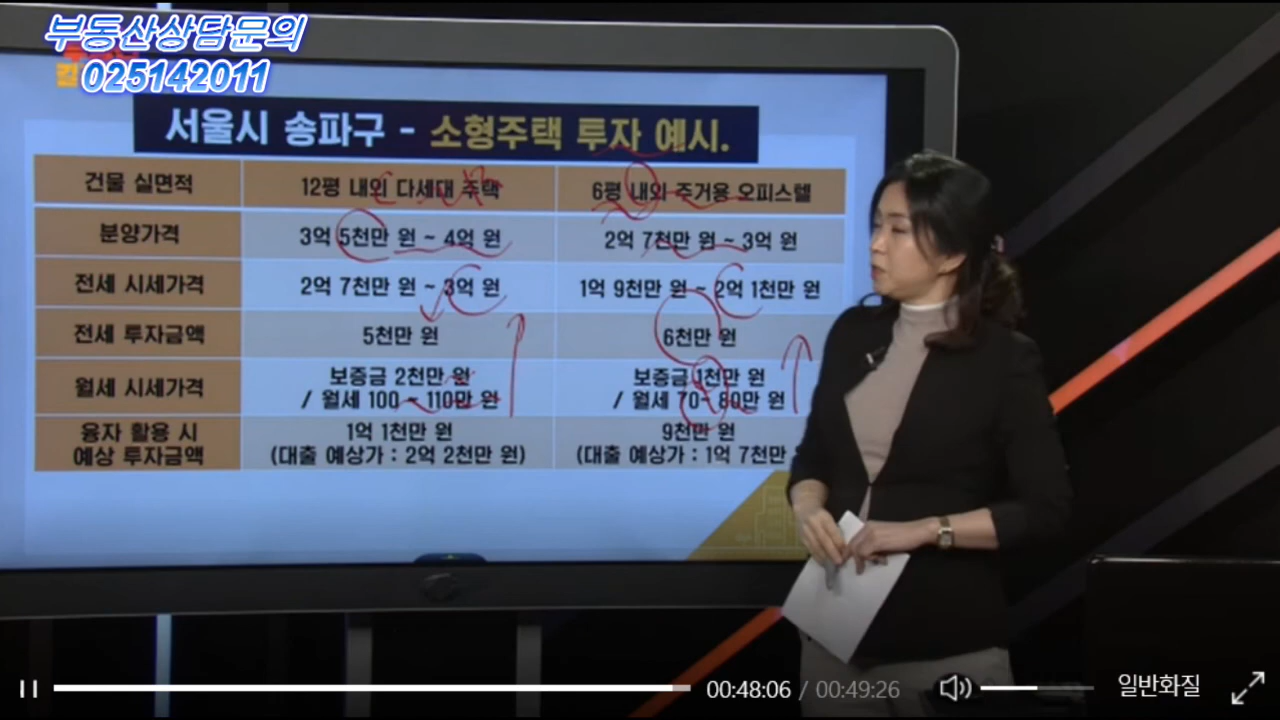 부동산상담문의
025142011
서울시 송파구 - 소형주택 투자 예시.
건물 실면적 12평 내외 다세대 주택 6평 내외 주거용 오피스텔
분양가격 3억 5천만 원 ~ 4억 원 2억 7천만 원 ~ 3억 원
전세 시세가격 2억 7천만 원 ~ 3억 원 1억 9천만 원 ~ 2억 1천만 원
전세 투자금액 5천만 원 6천만 원
월세 시세가격 보증금 2천만 원 보증금 1천만 원
/ 월세 100 ~ 110만 원 / 월세 70~ 80만 원
융자 활용 시 1억 1천만 원 9천만 원
예상 투자금액 (대출 예상가 : 2억 2천만 원) (대출 예상가 : 1억 7천만
00:48:06 / 00:49:26 일반화질